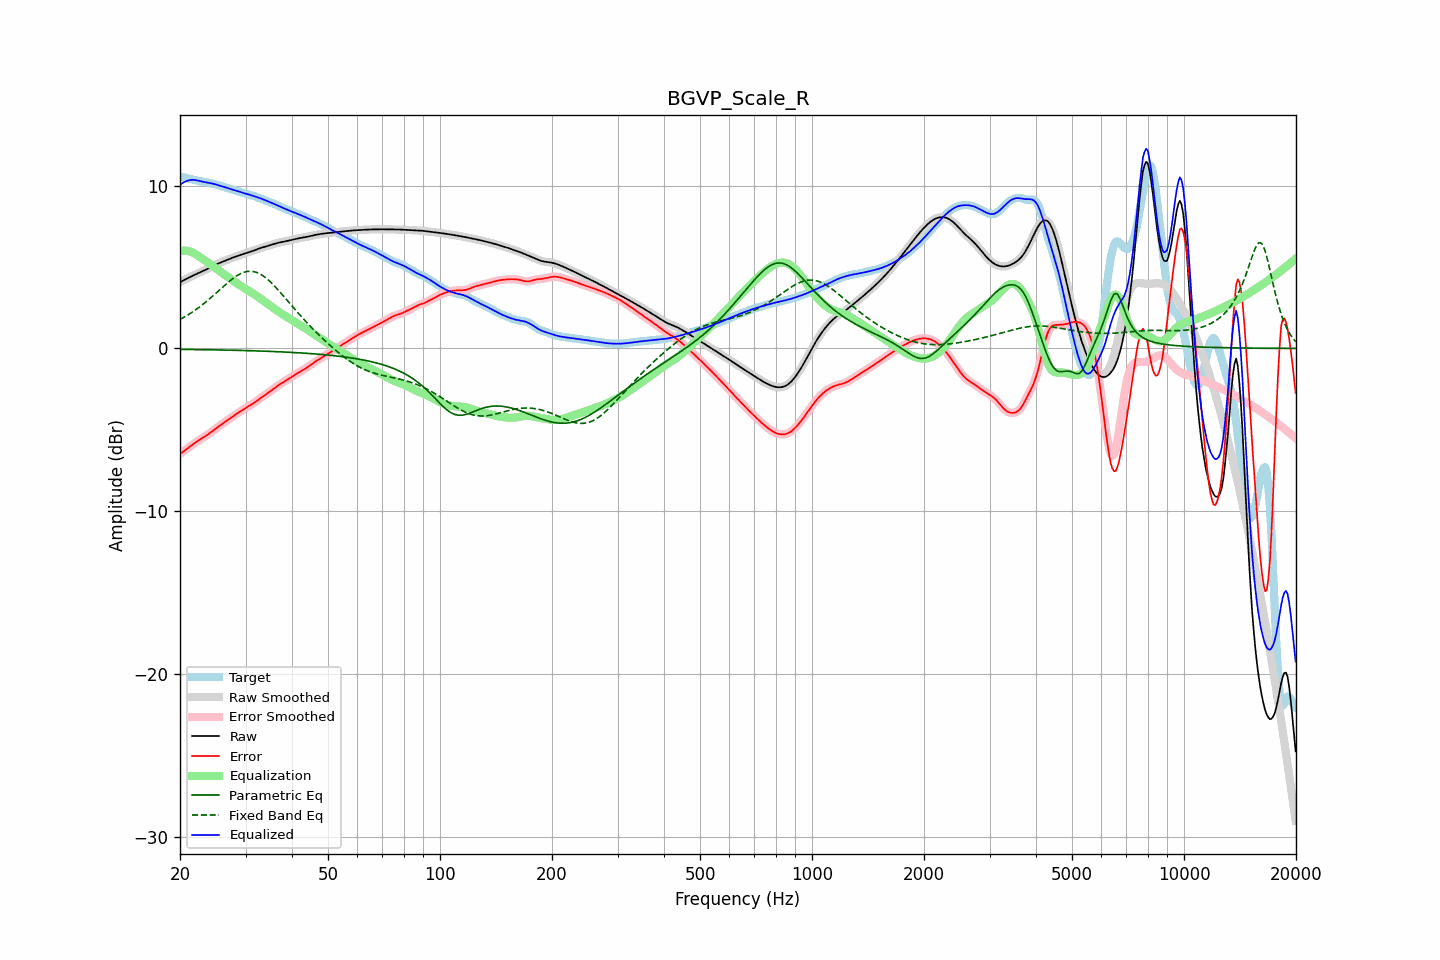 BGVP_Scale_R
Amplitude (dBr)
10
0
−10
−20
−30
Target
Raw Smoothed
Error Smoothed
Raw
Error
Equalization
Parametric Eq
Fixed Band Eq
Equalized
20 50 100 200 500 1000 2000 5000 10000 20000
Frequency (Hz)